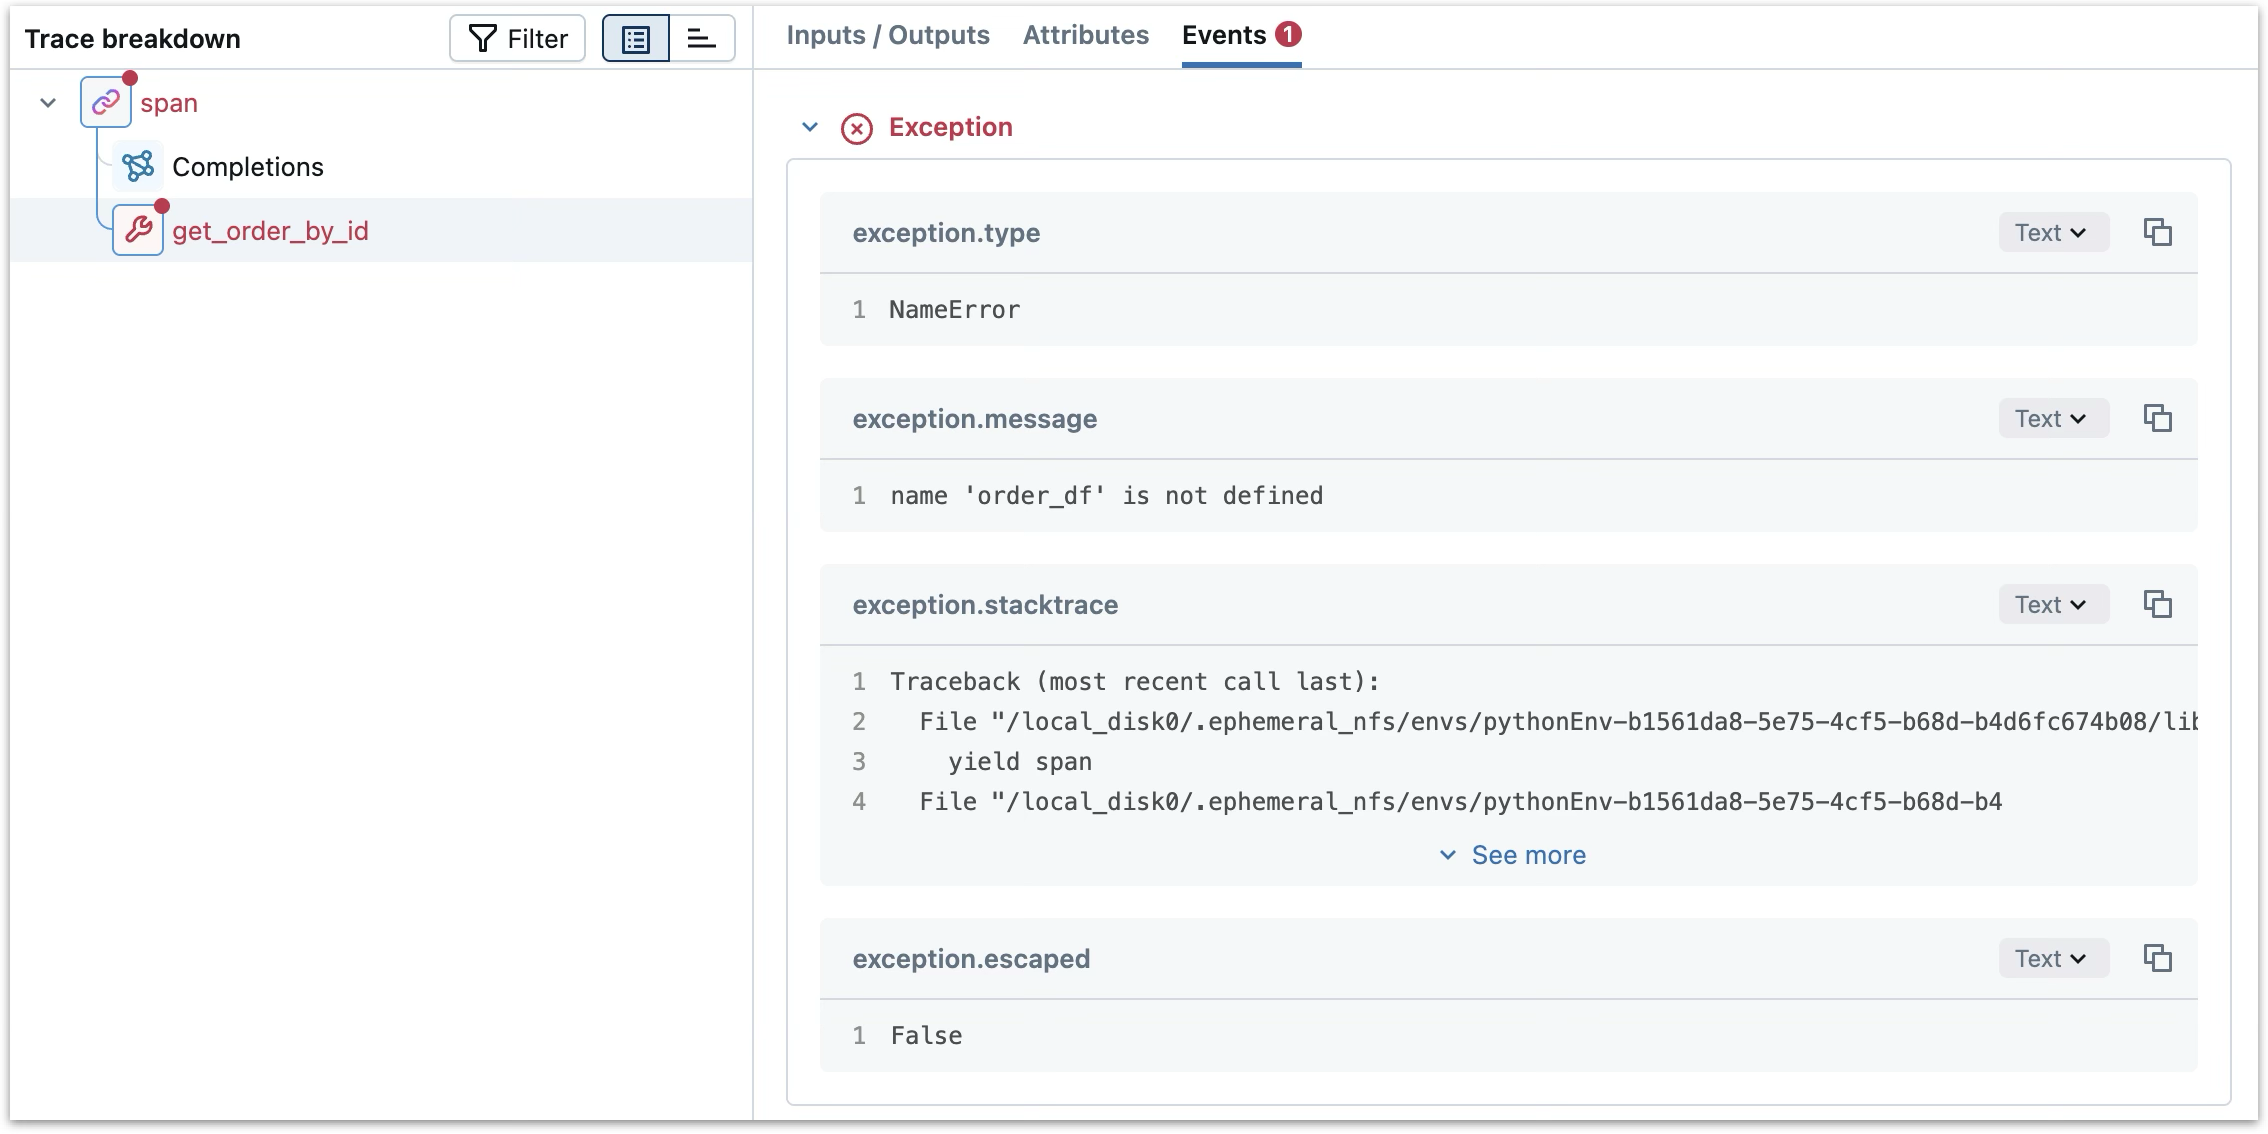 Trace breakdown
Filter
span
Completions
get_order_by_id
Inputs / Outputs
Attributes
Events 1
Exception
exception.type
Text
1 NameError
exception.message
Text
1 name 'order_df' is not defined
exception.stacktrace
Text
1 Traceback (most recent call last):
2 File "/local_disk0/.ephemeral_nfs/envs/pythonEnv-b1561da8-5e75-4cf5-b68d-b4d6fc674b08/lib
3 yield span
4 File "/local_disk0/.ephemeral_nfs/envs/pythonEnv-b1561da8-5e75-4cf5-b68d-b4
See more
exception.escaped
Text
1 False